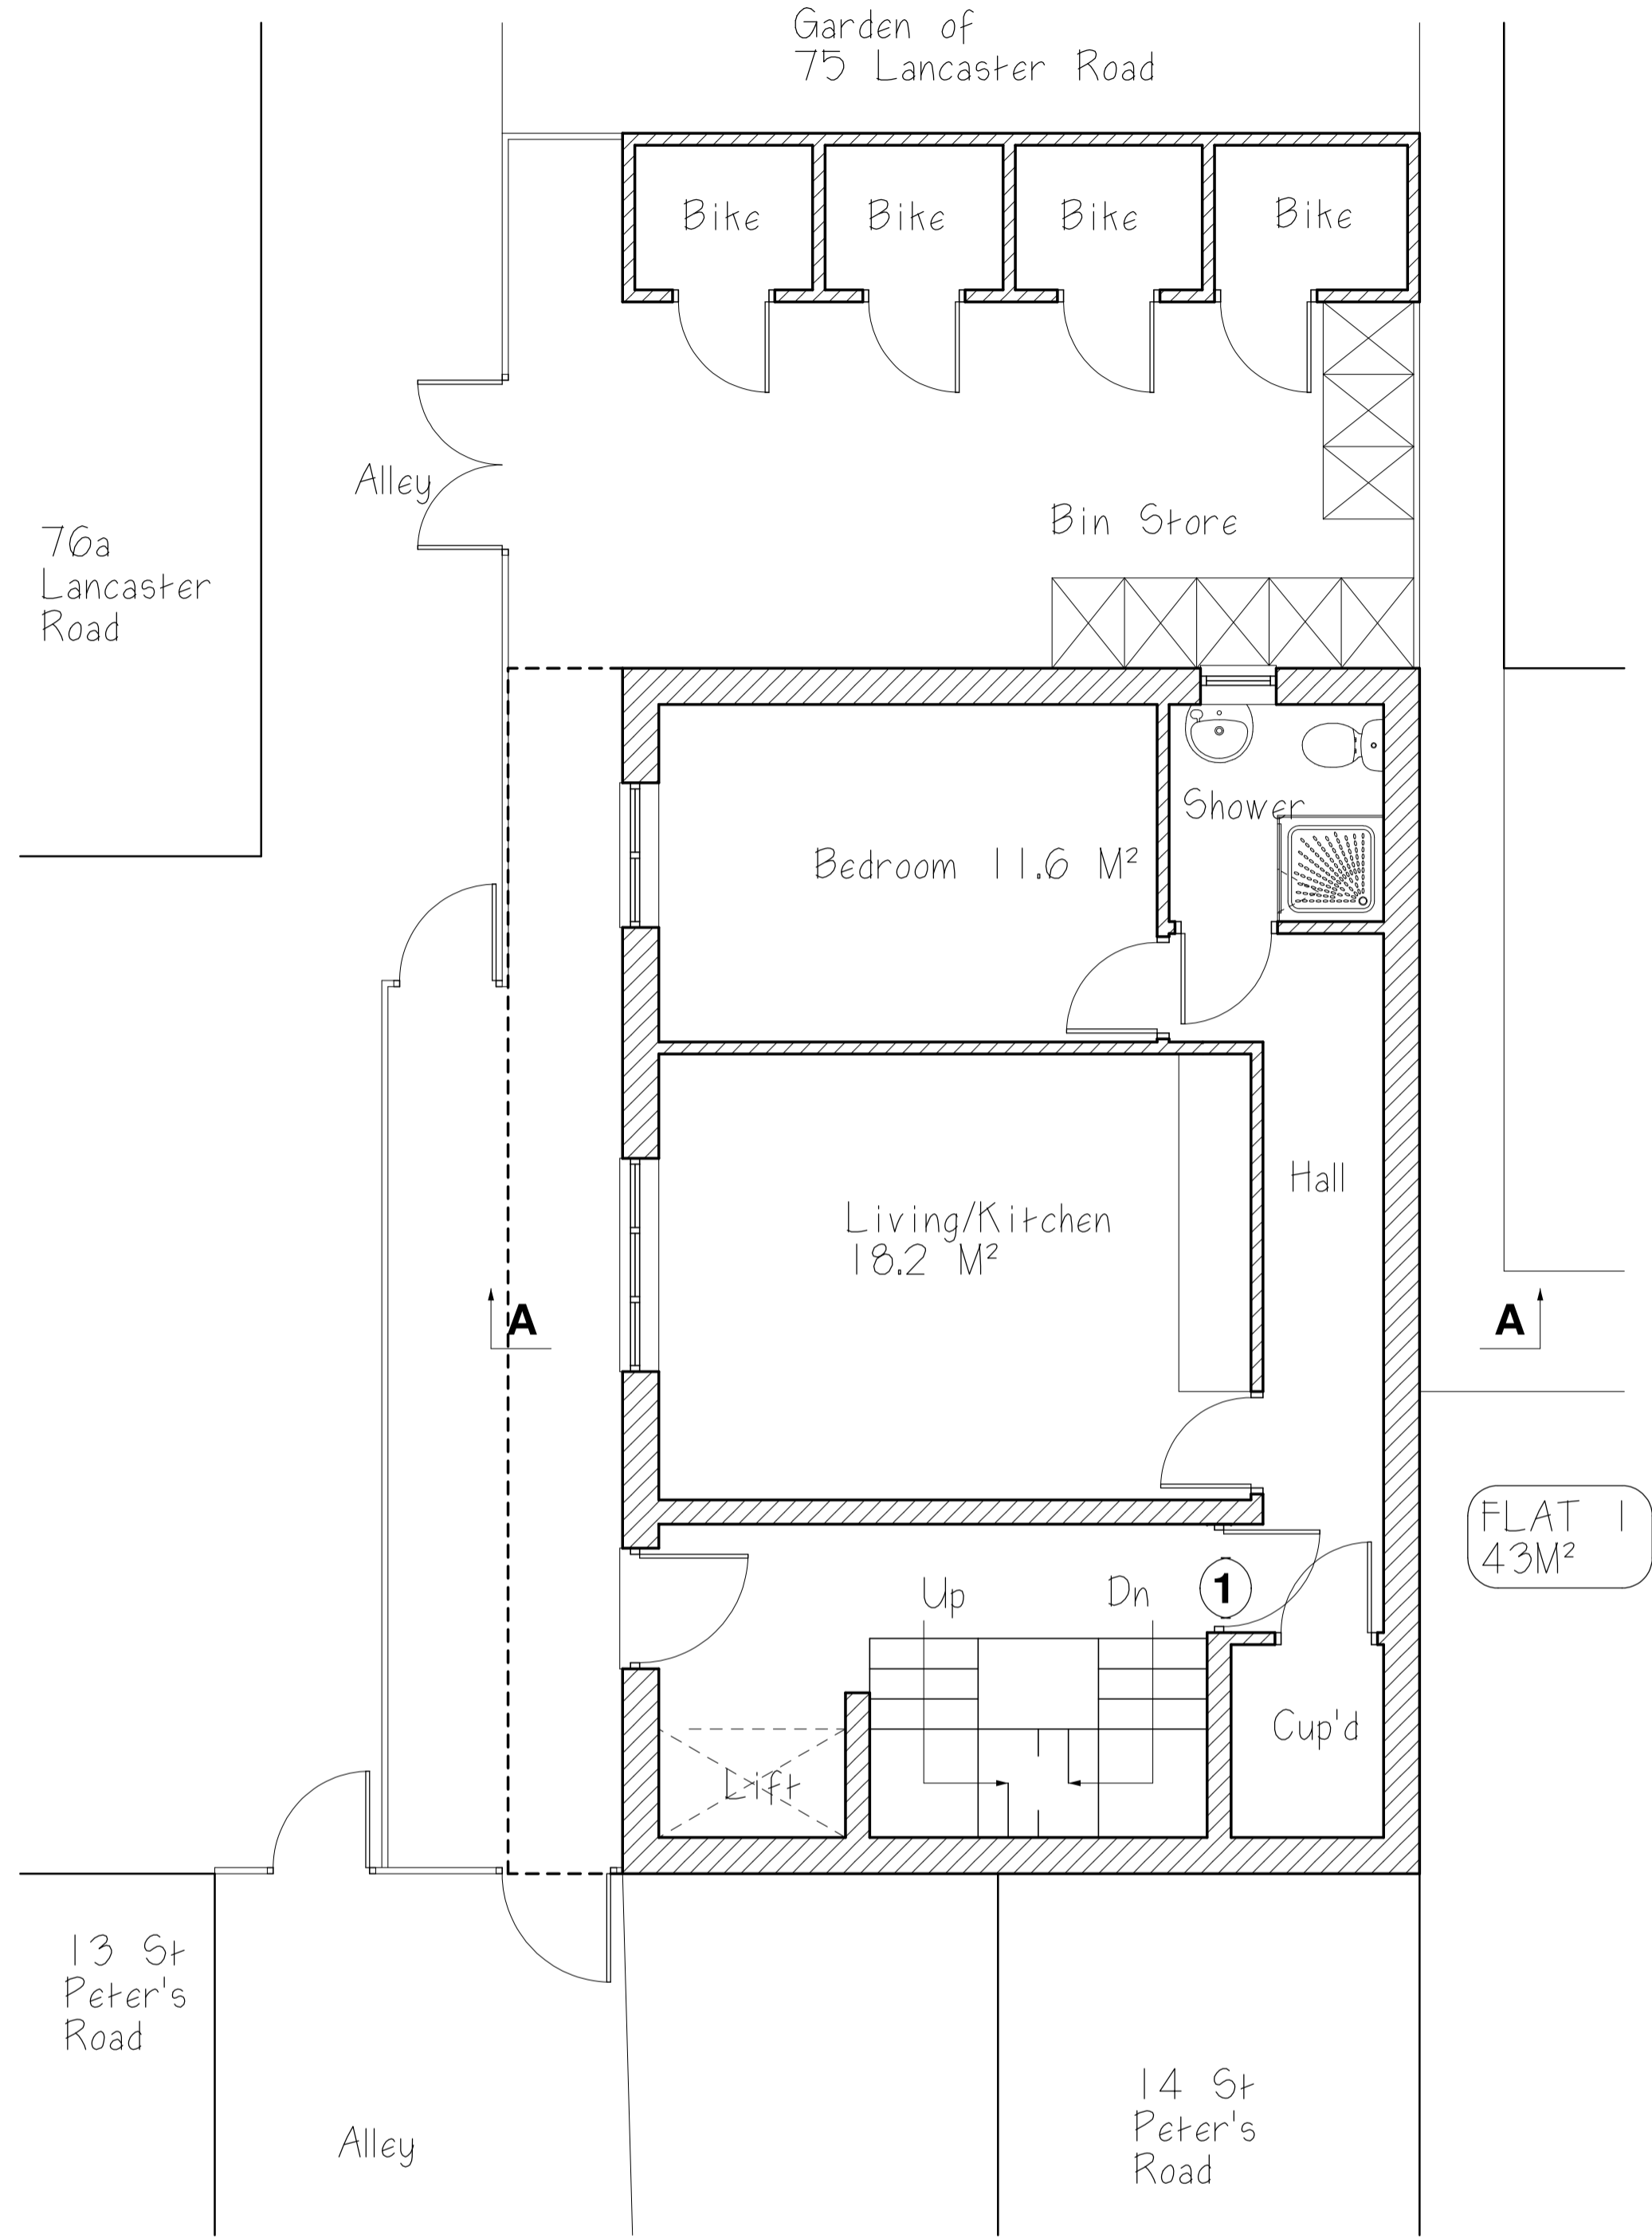 Garden of
75 Lancaster Road
Bike
Bike
Bike
Bike
Alley
76a
Lancaster
Road
Bin Store
Shower
Bedroom 11.6 M²
Hall
Living/Kitchen
18.2 M²
A
A
FLAT 1
43M²
Up
Dn
1
Cup'd
Lift
13 St
Peter's
Road
14 St
Peter's
Road
Alley